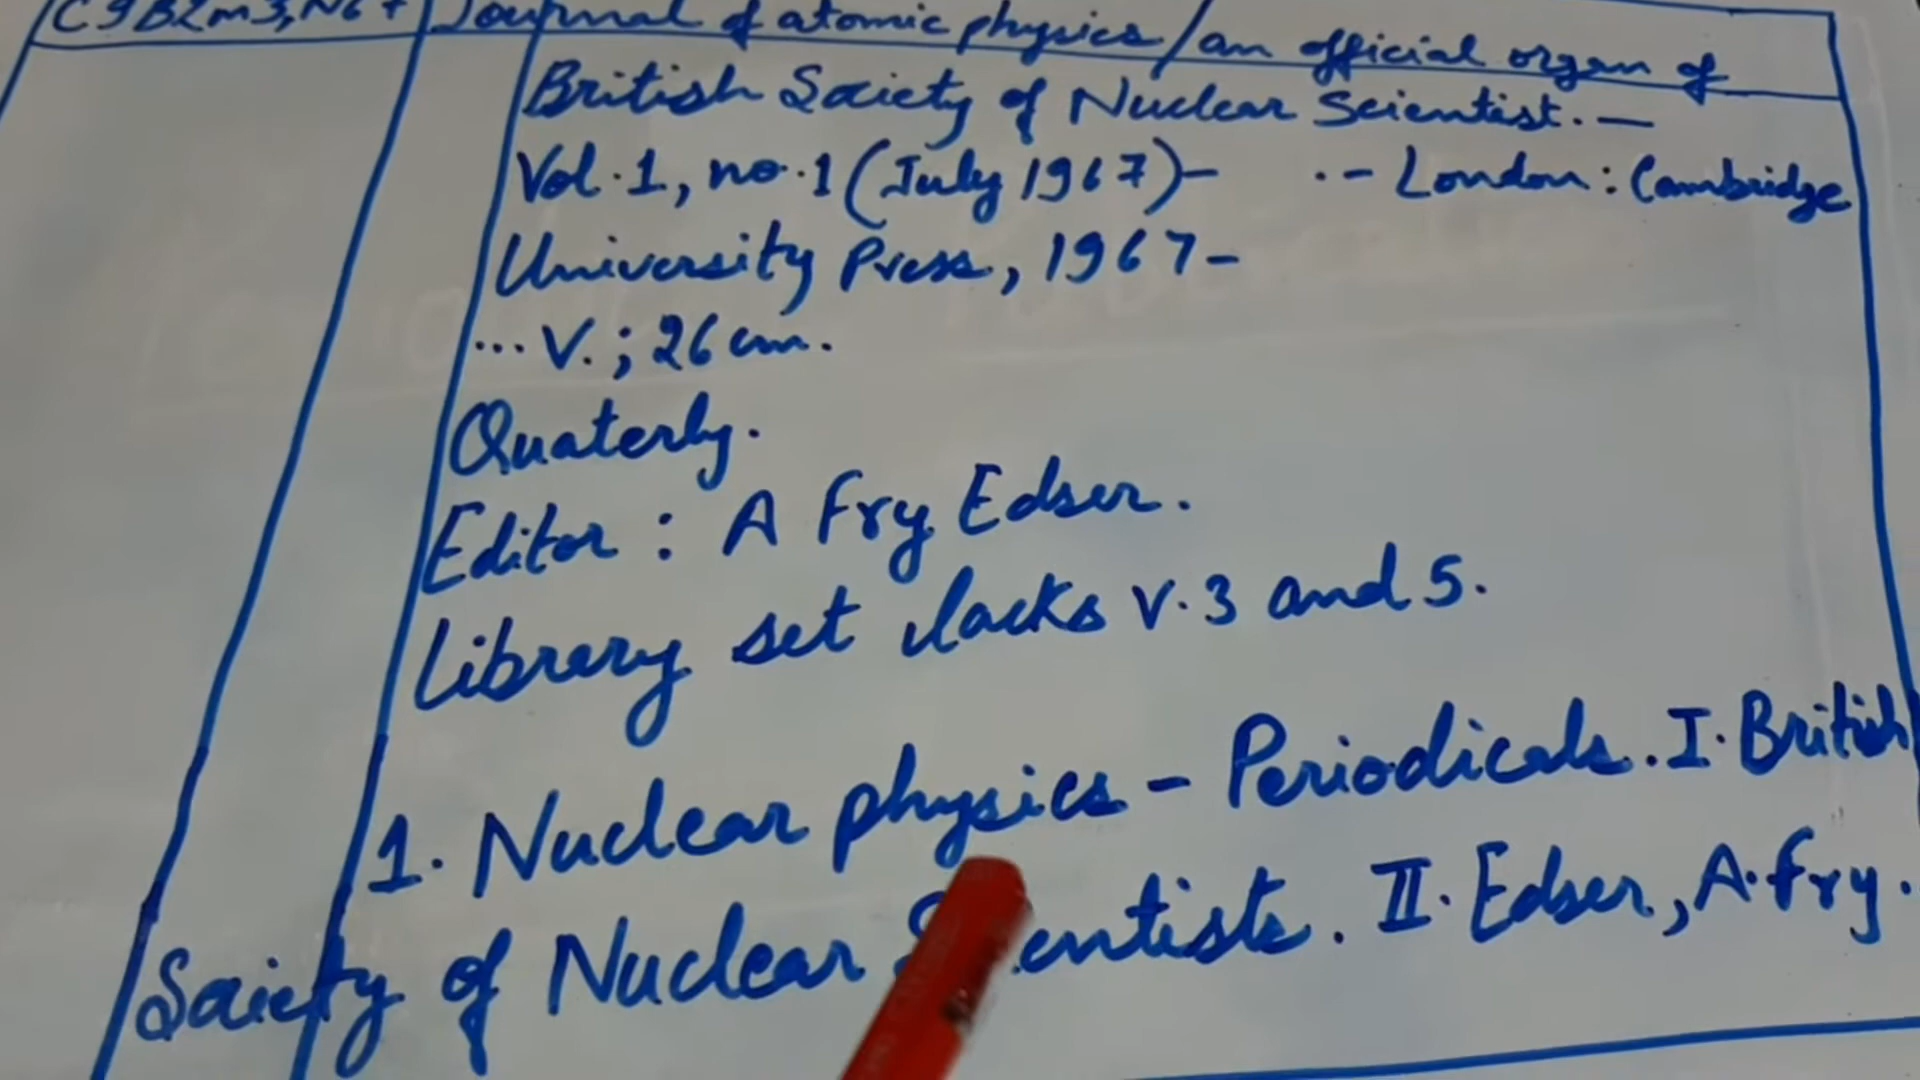 C9B2m3,N67 Journal of atomic physics / an official organ of
British Society of Nuclear Scientist. —
Vol. 1, no. 1 (July 1967)- .- London : Cambridge
University Press, 1967-
... V. ; 26 cm.
Quaterly.
Editor : A Fry Edser.
Library set lacks v. 3 and 5.
1. Nuclear physics - Periodicals. I. British
Society of Nuclear Scientists. II. Edser, A. Fry.